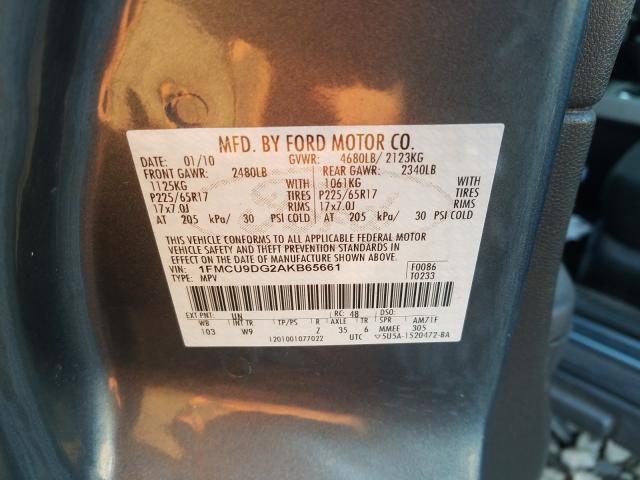 MFD. BY FORD MOTOR CO.
DATE: 01/10 GVWR: 4680LB/ 2123KG
FRONT GAWR: 2480LB REAR GAWR: 2340LB
1125KG WITH 1061KG WITH
P225/65R17 TIRES P225/65R17 TIRES
17x7.0J RIMS 17x7.0J RIMS
AT 205 kPa/ 30 PSI COLD AT 205 kPa/ 30 PSI COLD
THIS VEHICLE CONFORMS TO ALL APPLICABLE FEDERAL MOTOR
VEHICLE SAFETY AND THEFT PREVENTION STANDARDS IN
EFFECT ON THE DATE OF MANUFACTURE SHOWN ABOVE.
VIN: 1FMCU9DG2AKB65661 F0086
TYPE: MPV T0233
EXT PNT: UN RC: 48 DSO:
WB INT TR TP/PS R AXLE TR SPR AM71F
103 W9 Z 35 6 MMEE 305
1201001077022 UTC 5U5A-1520472-BA